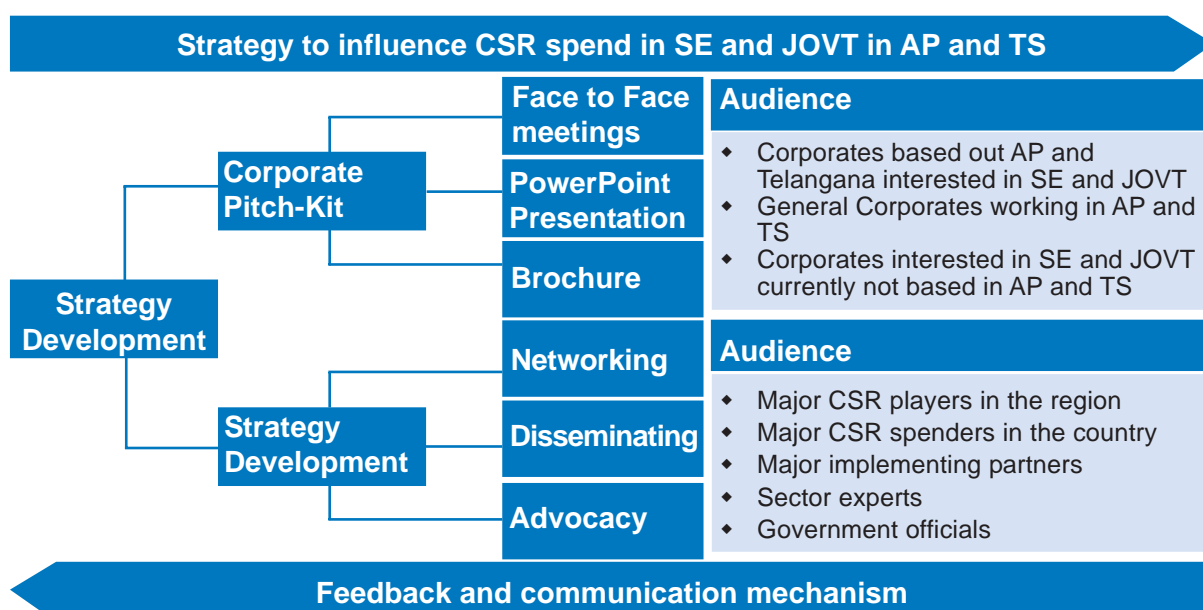 Strategy to influence CSR spend in SE and JOVT in AP and TS
Strategy
Development
Corporate
Pitch-Kit
Face to Face
meetings
PowerPoint
Presentation
Brochure
Audience
◆ Corporates based out AP and
Telangana interested in SE and JOVT
◆ General Corporates working in AP and
TS
◆ Corporates interested in SE and JOVT
currently not based in AP and TS
Strategy
Development
Networking
Disseminating
Advocacy
Audience
◆ Major CSR players in the region
◆ Major CSR spenders in the country
◆ Major implementing partners
◆ Sector experts
◆ Government officials
Feedback and communication mechanism